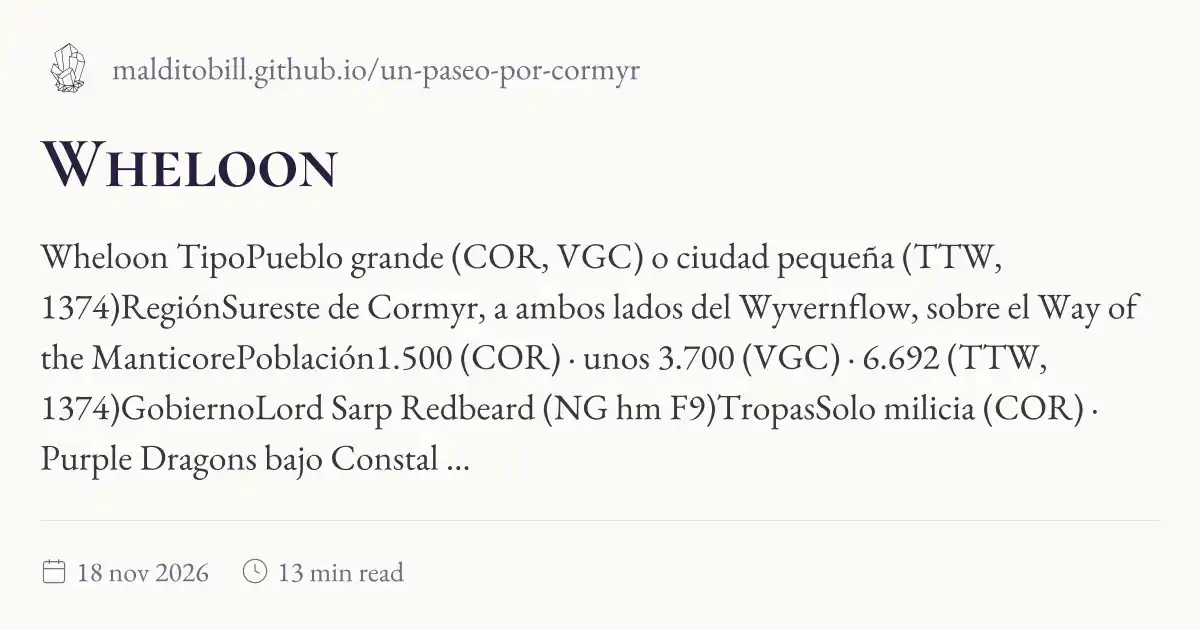 malditobill.github.io/un-paseo-por-cormyr
Wheloon
Wheloon TipoPueblo grande (COR, VGC) o ciudad pequeña (TTW,
1374)RegiónSureste de Cormyr, a ambos lados del Wyvernflow, sobre el Way of
the ManticorePoblación1.500 (COR) · unos 3.700 (VGC) · 6.692 (TTW,
1374)GobiernoLord Sarp Redbeard (NG hm F9)TropasSolo milicia (COR) ·
Purple Dragons bajo Constal ...
18 nov 2026 13 min read